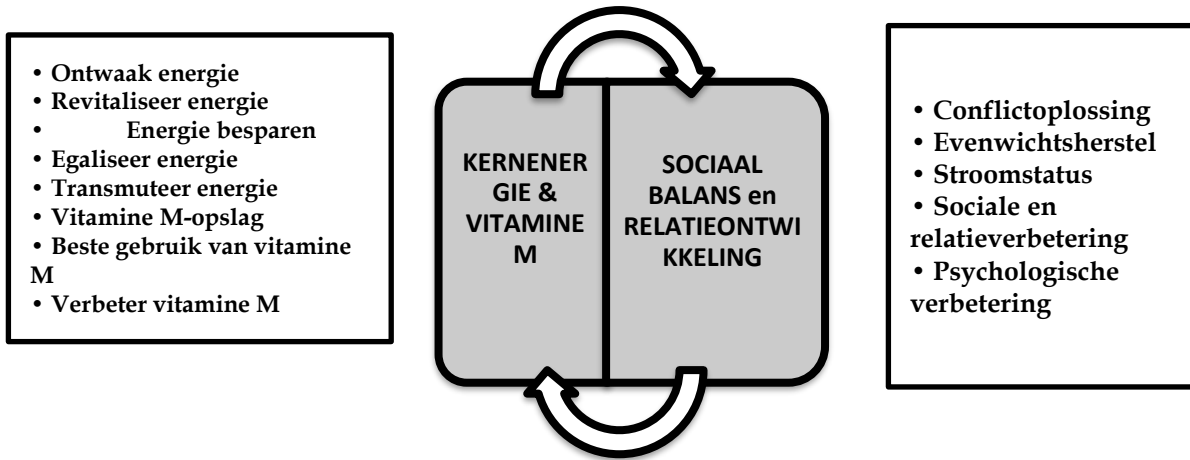 • Ontwaak energie
• Revitaliseer energie
• Energie besparen
• Egaliseer energie
• Transmuteer energie
• Vitamine M-opslag
• Beste gebruik van vitamine
M
• Verbeter vitamine M
KERNENER
GIE &
VITAMINE
M
SOCIAAL
BALANS en
RELATIEONTWI
KKELING
• Conflictoplossing
• Evenwichtsherstel
• Stroomstatus
• Sociale en
relatieverbetering
• Psychologische
verbetering